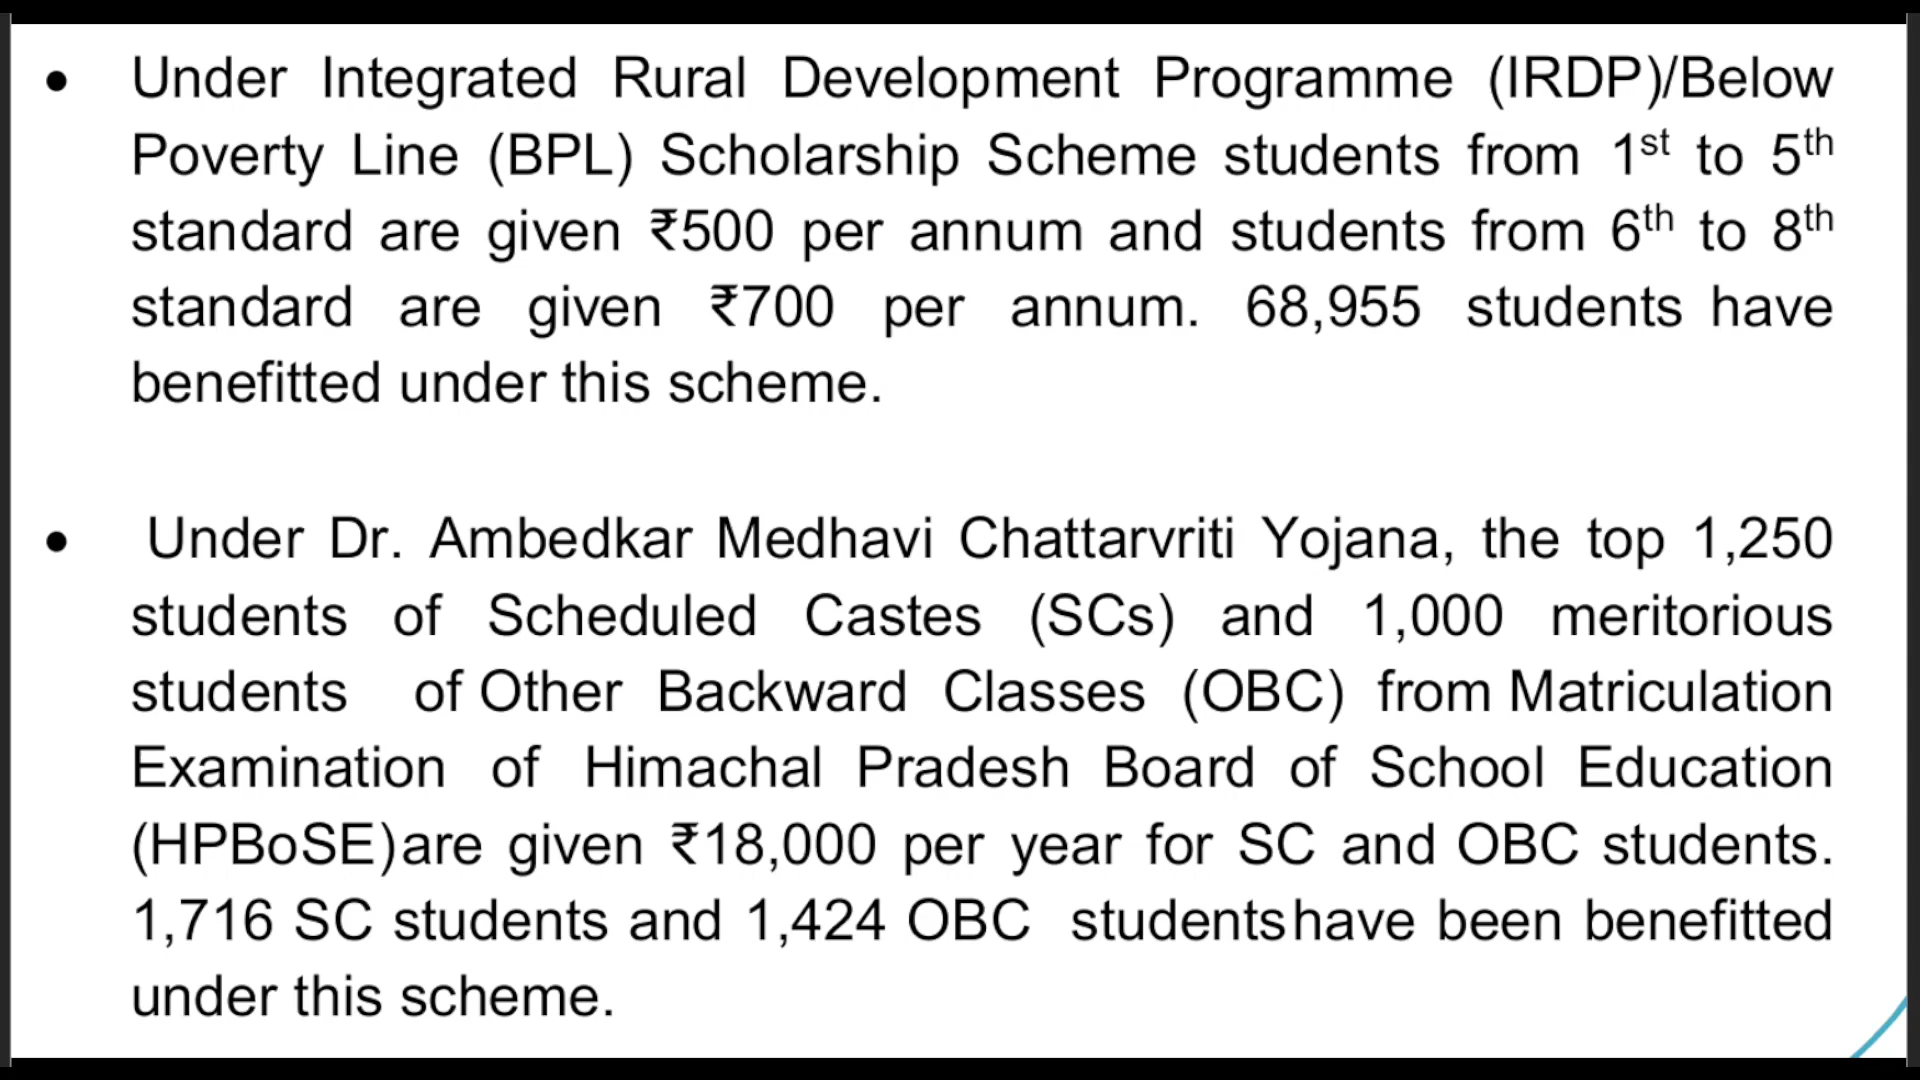 • Under Integrated Rural Development Programme (IRDP)/Below
Poverty Line (BPL) Scholarship Scheme students from 1st to 5th
standard are given ₹500 per annum and students from 6th to 8th
standard are given ₹700 per annum. 68,955 students have
benefitted under this scheme.
• Under Dr. Ambedkar Medhavi Chattarvriti Yojana, the top 1,250
students of Scheduled Castes (SCs) and 1,000 meritorious
students of Other Backward Classes (OBC) from Matriculation
Examination of Himachal Pradesh Board of School Education
(HPBoSE)are given ₹18,000 per year for SC and OBC students.
1,716 SC students and 1,424 OBC studentshave been benefitted
under this scheme.